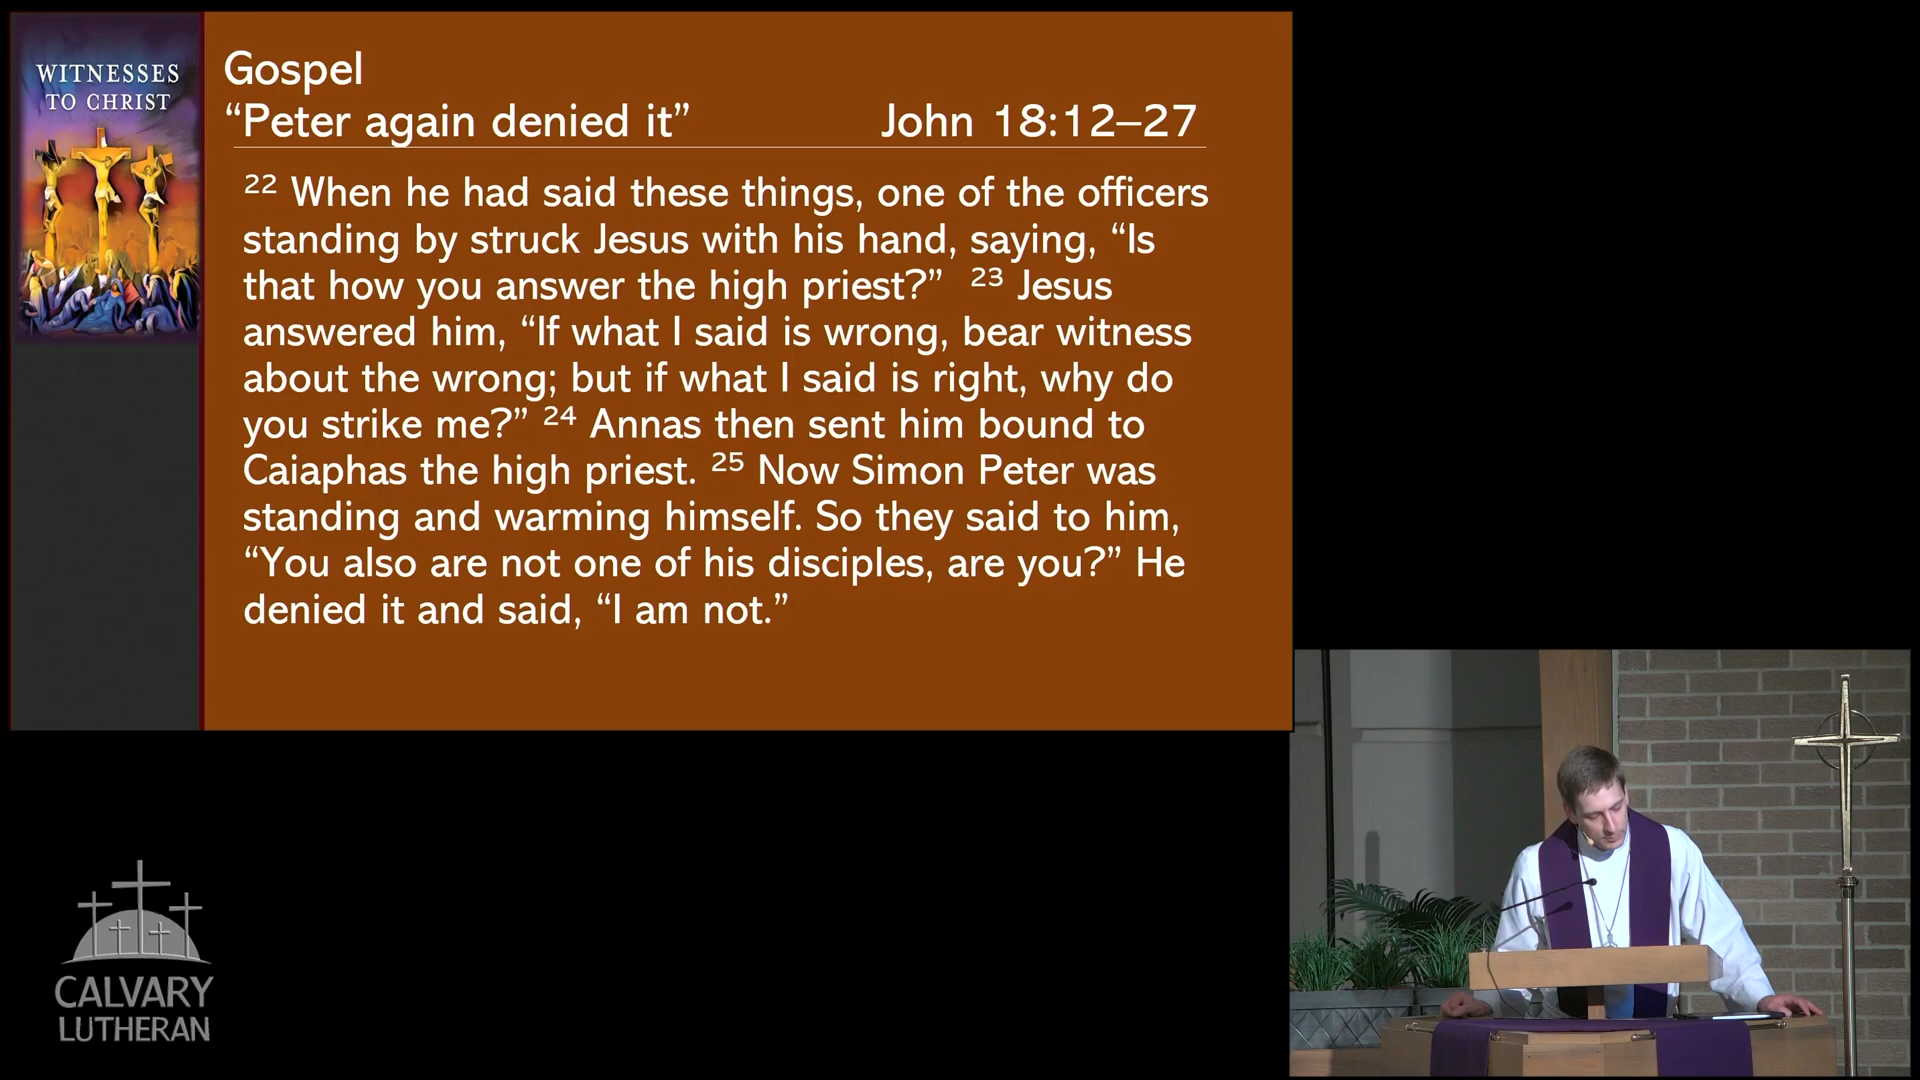 WITNESSES
TO CHRIST
Gospel
“Peter again denied it” John 18:12–27
22 When he had said these things, one of the officers
standing by struck Jesus with his hand, saying, “Is
that how you answer the high priest?” 23 Jesus
answered him, “If what I said is wrong, bear witness
about the wrong; but if what I said is right, why do
you strike me?” 24 Annas then sent him bound to
Caiaphas the high priest. 25 Now Simon Peter was
standing and warming himself. So they said to him,
“You also are not one of his disciples, are you?” He
denied it and said, “I am not.”
CALVARY
LUTHERAN